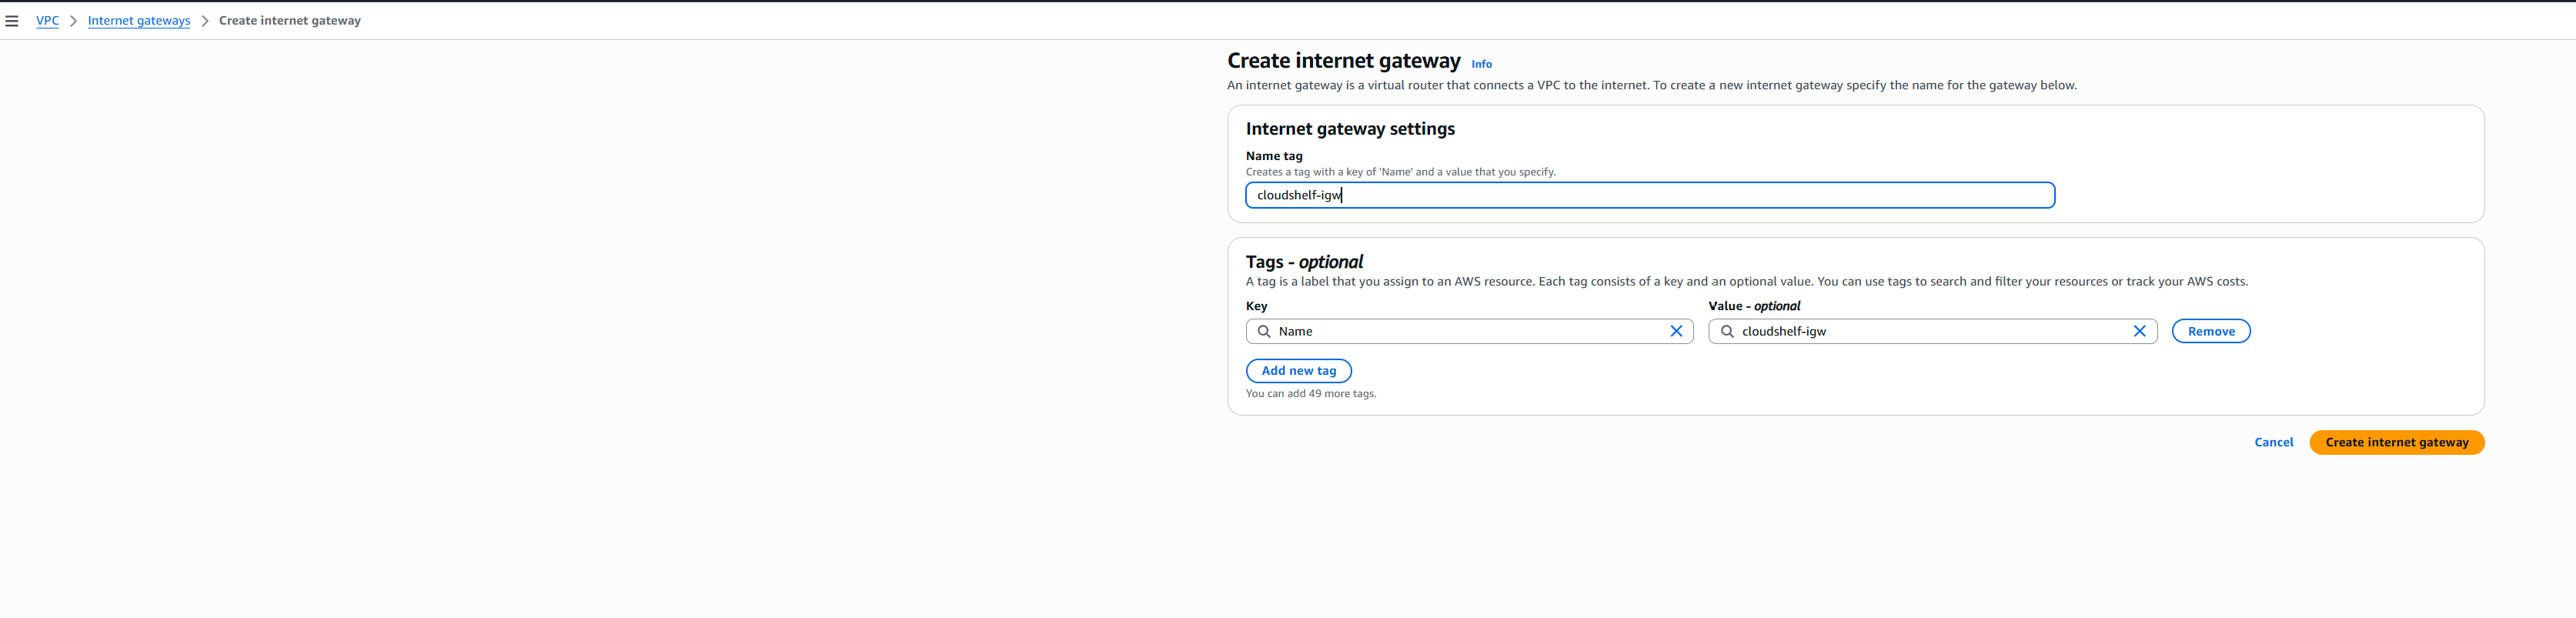 VPC > Internet gateways > Create internet gateway
Create internet gateway Info
An internet gateway is a virtual router that connects a VPC to the internet. To create a new internet gateway specify the name for the gateway below.
Internet gateway settings
Name tag
Creates a tag with a key of 'Name' and a value that you specify.
cloudshelf-igw
Tags - optional
A tag is a label that you assign to an AWS resource. Each tag consists of a key and an optional value. You can use tags to search and filter your resources or track your AWS costs.
Key Value - optional
Name cloudshelf-igw Remove
Add new tag
You can add 49 more tags.
Cancel Create internet gateway